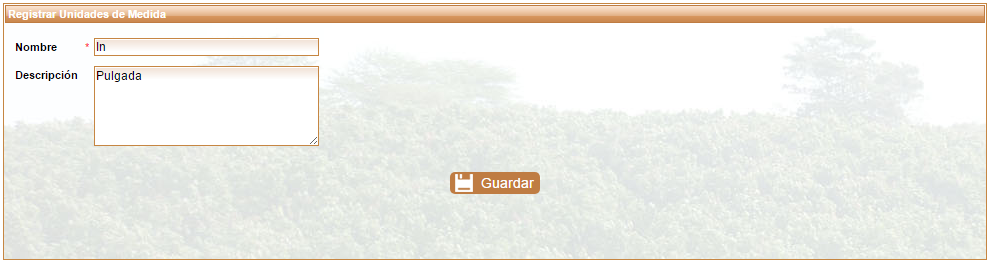 Registrar Unidades de Medida
Nombre * In
Descripción Pulgada
Guardar